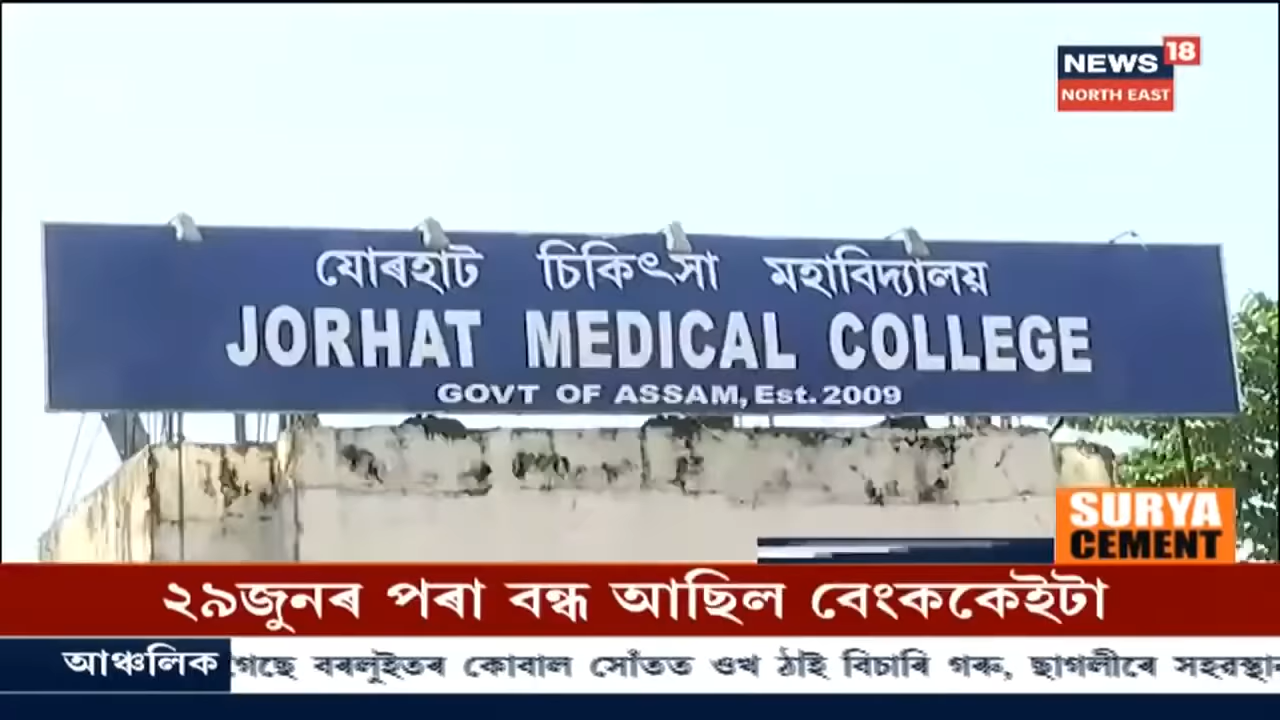 NEWS 18
NORTH EAST
যোৰহাট চিকিৎসা মহাবিদ্যালয়
JORHAT MEDICAL COLLEGE
GOVT OF ASSAM, Est. 2009
SURYA
CEMENT
২৯জুনৰ পৰা বন্ধ আছিল বেংককেইটা
আঞ্চলিক
বৰলুইতৰ কোবাল সোঁতত ওখ ঠাই বিচাৰি গৰু, ছাগলীৰে